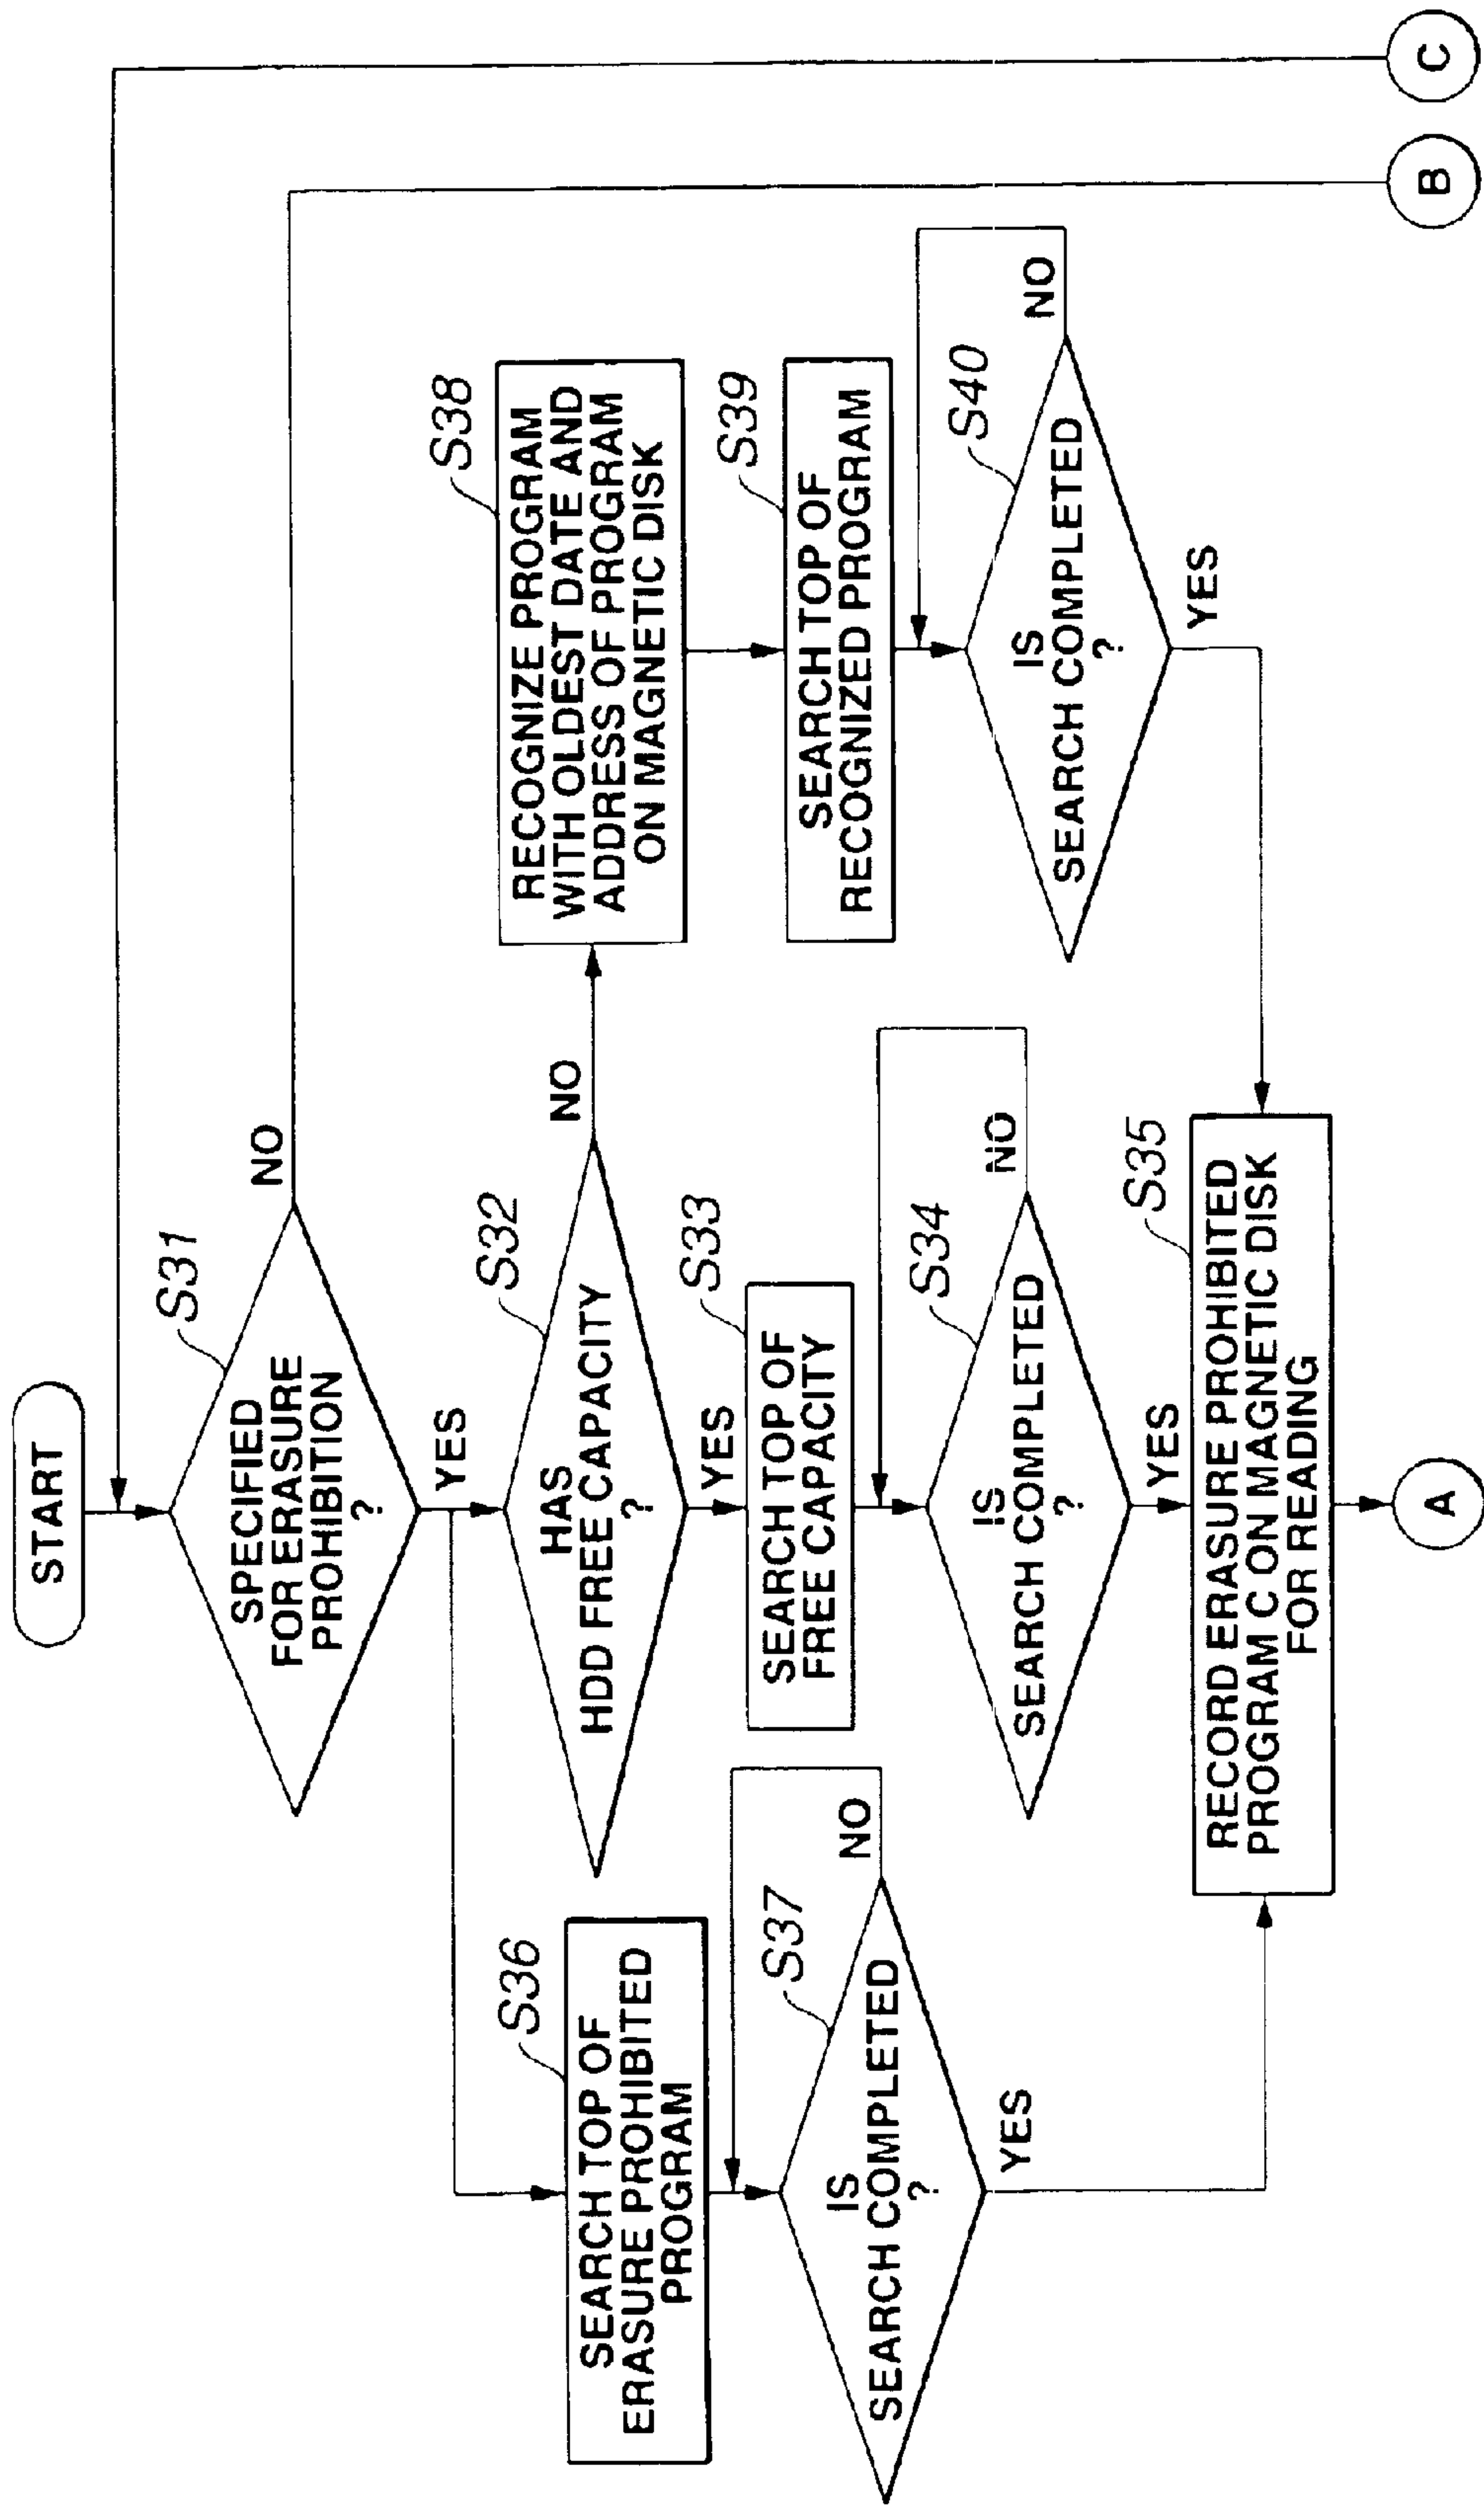 START
S31
SPECIFIED
FOR ERASURE
PROHIBITION
?
NO
YES
S32
HAS
HDD FREE CAPACITY
?
NO
YES
S36
SEARCH TOP OF
ERASURE PROHIBITED
PROGRAM
S37
IS
SEARCH COMPLETED
?
NO
YES
S33
SEARCH TOP OF
FREE CAPACITY
S34
IS
SEARCH COMPLETED
?
NO
YES
S38
RECOGNIZE PROGRAM
WITH OLDEST DATE AND
ADDRESS OF PROGRAM
ON MAGNETIC DISK
S39
SEARCH TOP OF
RECOGNIZED PROGRAM
S40
IS
SEARCH COMPLETED
?
NO
YES
S35
RECORD ERASURE PROHIBITED
PROGRAM C ON MAGNETIC DISK
FOR READING
A
B
C